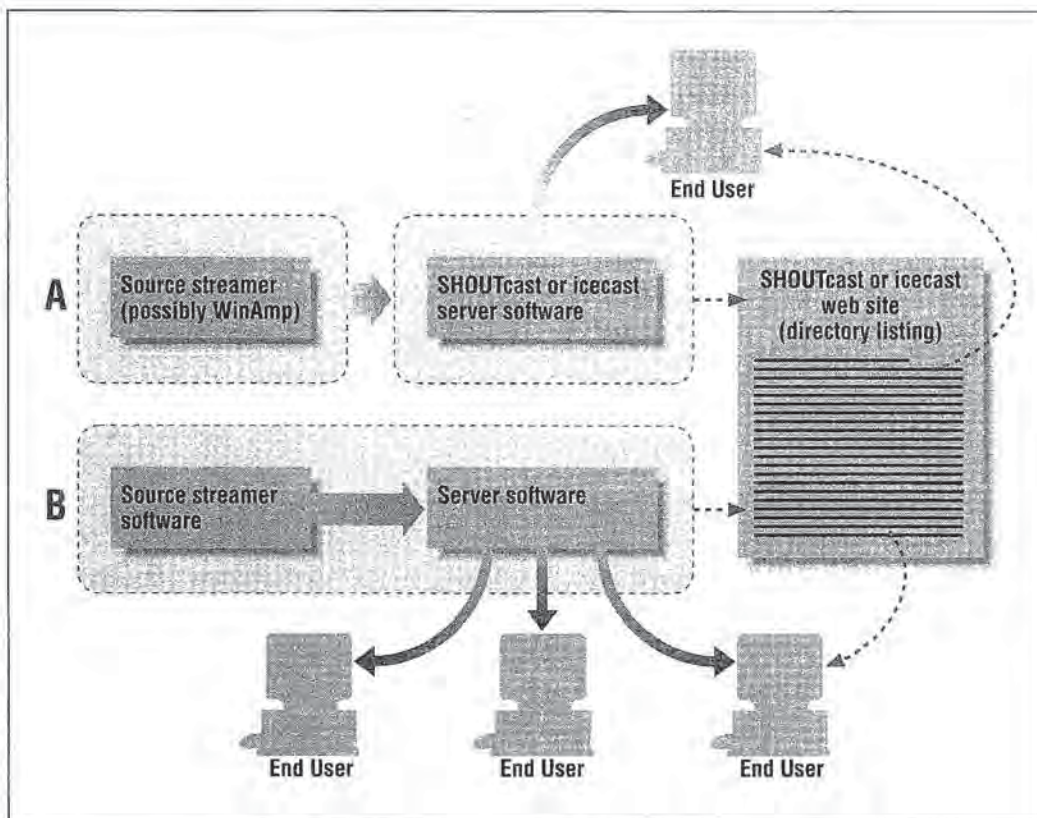 End User
A
Source streamer
(possibly WinAmp)
SHOUTcast or icecast
server software
SHOUTcast or icecast
web site
(directory listing)
B
Source streamer
software
Server software
End User
End User
End User